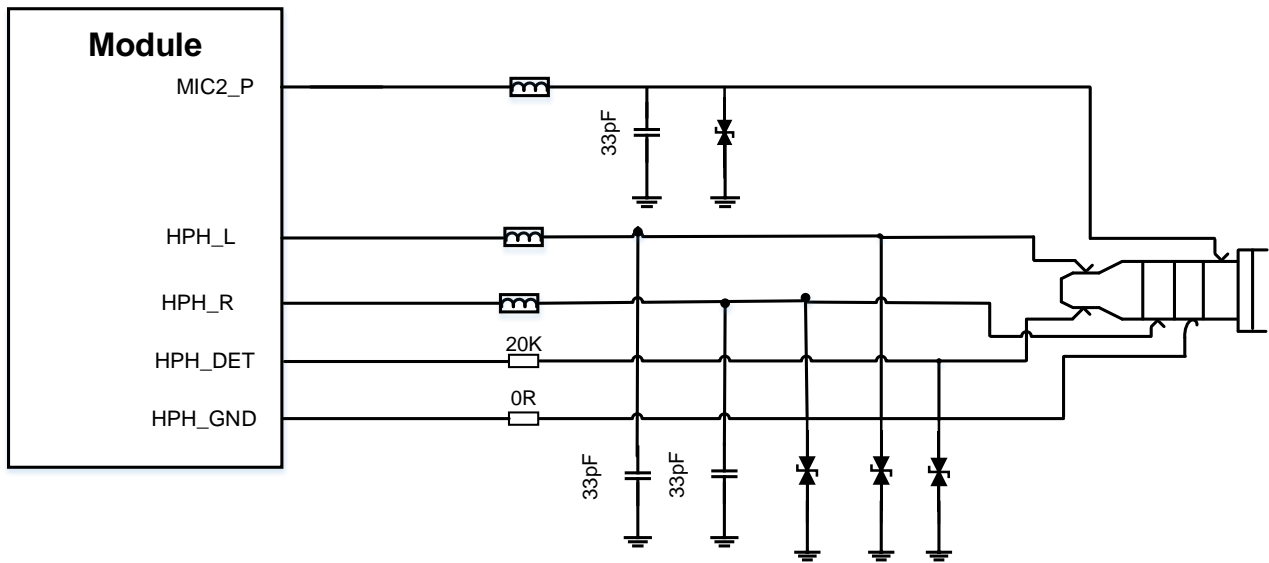 Module
MIC2_P
33pF
HPH_L
HPH_R
HPH_DET
20K
HPH_GND
0R
33pF
33pF